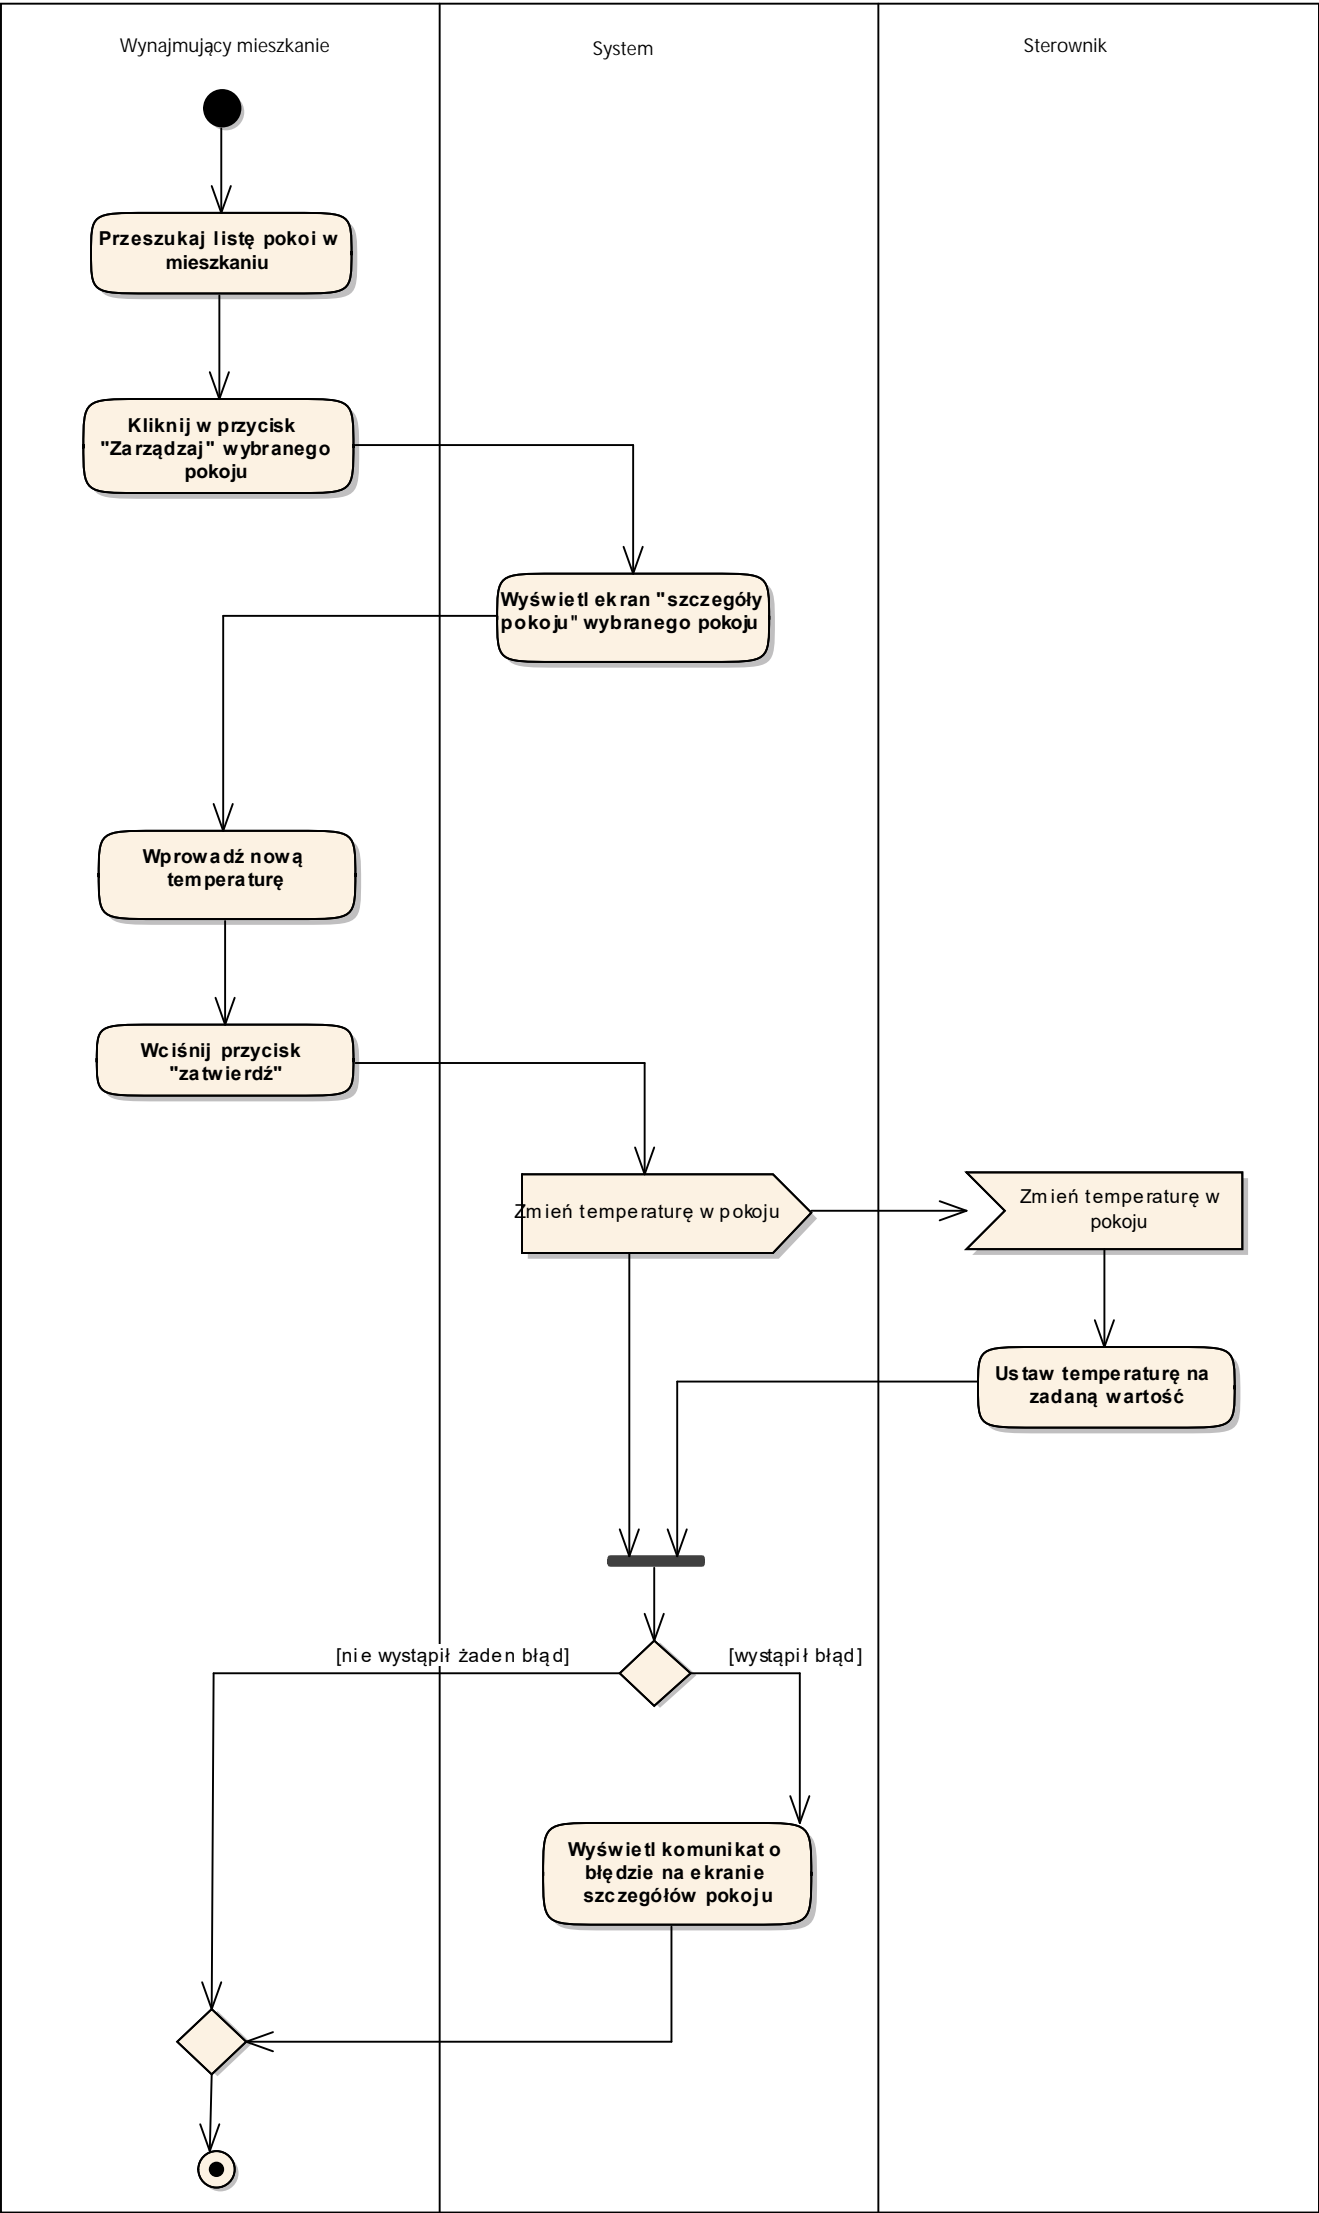 Wynajmujący mieszkanie
System
Sterownik
Przeszukaj listę pokoi w
mieszkaniu
Kliknij w przycisk
"Zarządzaj" wybranego
pokoju
Wyświetl ekran "szczegóły
pokoju" wybranego pokoju
Wprowadź nową
temperaturę
Wciśnij przycisk
"zatwierdź"
Zmień temperaturę w pokoju
Zmień temperaturę w
pokoju
Ustaw temperaturę na
zadaną wartość
[nie wystąpił żaden błąd]
[wystąpił błąd]
Wyświetl komunikat o
błędzie na ekranie
szczegółów pokoju